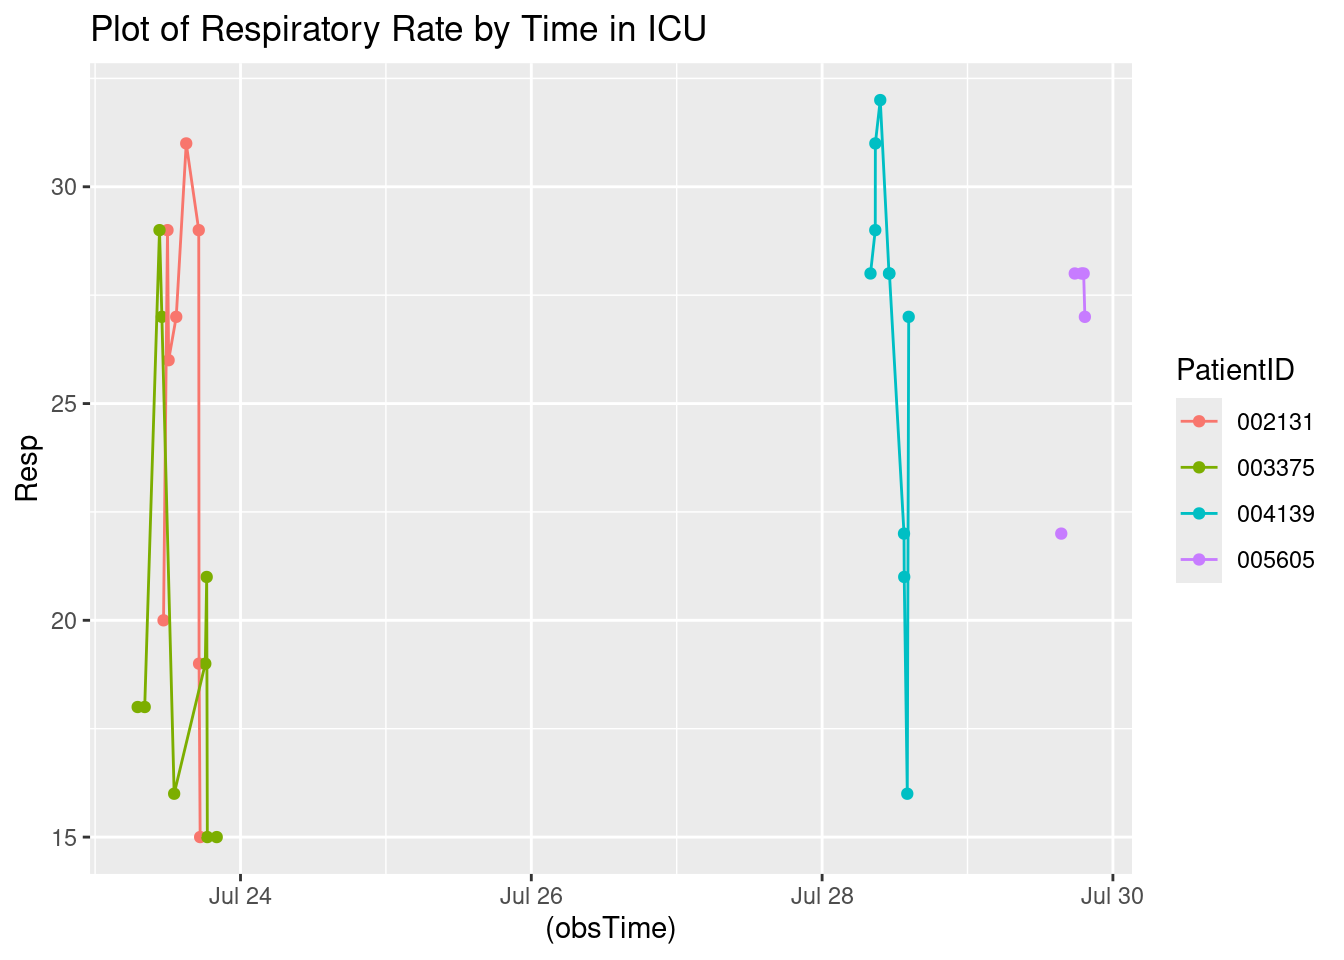 Plot of Respiratory Rate by Time in ICU
Resp
30
25
20
15
Jul 24 Jul 26 Jul 28 Jul 30
(obsTime)
PatientID
002131
003375
004139
005605